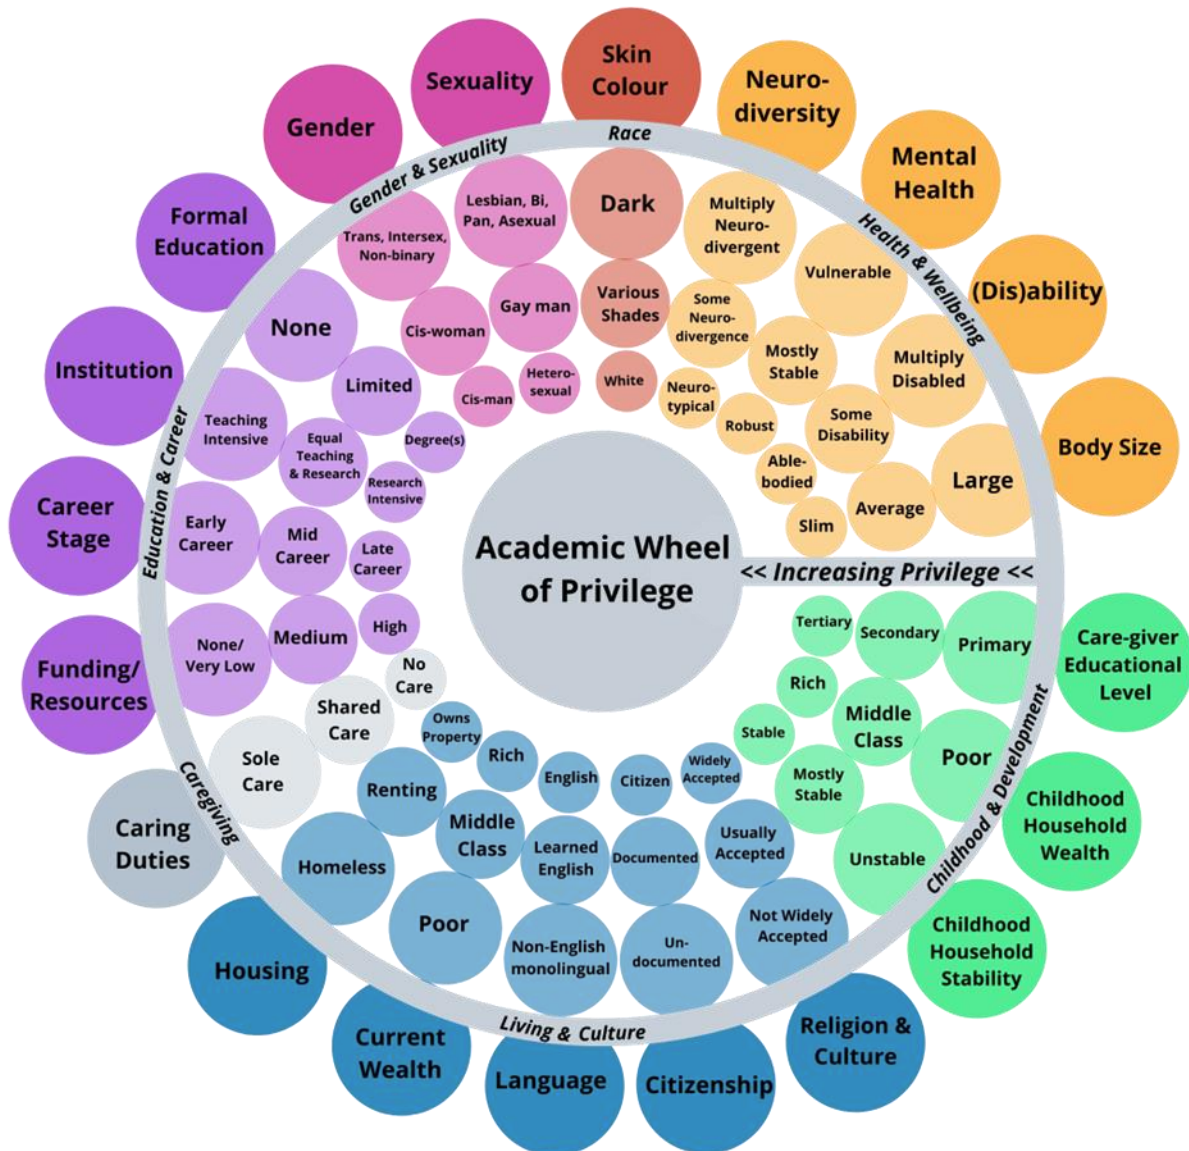 Academic Wheel
of Privilege
<< Increasing Privilege <<
Race
Skin
Colour
Dark
Various
Shades
White
Health & Wellbeing
Neuro-
diversity
Multiply
Neuro-
divergent
Some
Neuro-
divergence
Neuro-
typical
Mental
Health
Vulnerable
Mostly
Stable
Robust
(Dis)ability
Multiply
Disabled
Some
Disability
Able-
bodied
Body Size
Large
Average
Slim
Childhood & Development
Care-giver
Educational
Level
Primary
Secondary
Tertiary
Childhood
Household
Wealth
Poor
Middle
Class
Rich
Childhood
Household
Stability
Unstable
Mostly
Stable
Stable
Living & Culture
Religion &
Culture
Not Widely
Accepted
Usually
Accepted
Widely
Accepted
Citizenship
Un-
documented
Documented
Citizen
Language
Non-English
monolingual
Learned
English
English
Current
Wealth
Poor
Middle
Class
Rich
Housing
Homeless
Renting
Owns
Property
Caregiving
Caring
Duties
Sole
Care
Shared
Care
No
Care
Education & Career
Funding/
Resources
None/
Very Low
Medium
High
Career
Stage
Early
Career
Mid
Career
Late
Career
Institution
Teaching
Intensive
Equal
Teaching
& Research
Research
Intensive
Formal
Education
None
Limited
Degree(s)
Gender & Sexuality
Gender
Trans, Intersex,
Non-binary
Cis-woman
Cis-man
Sexuality
Lesbian, Bi,
Pan, Asexual
Gay man
Hetero-
sexual